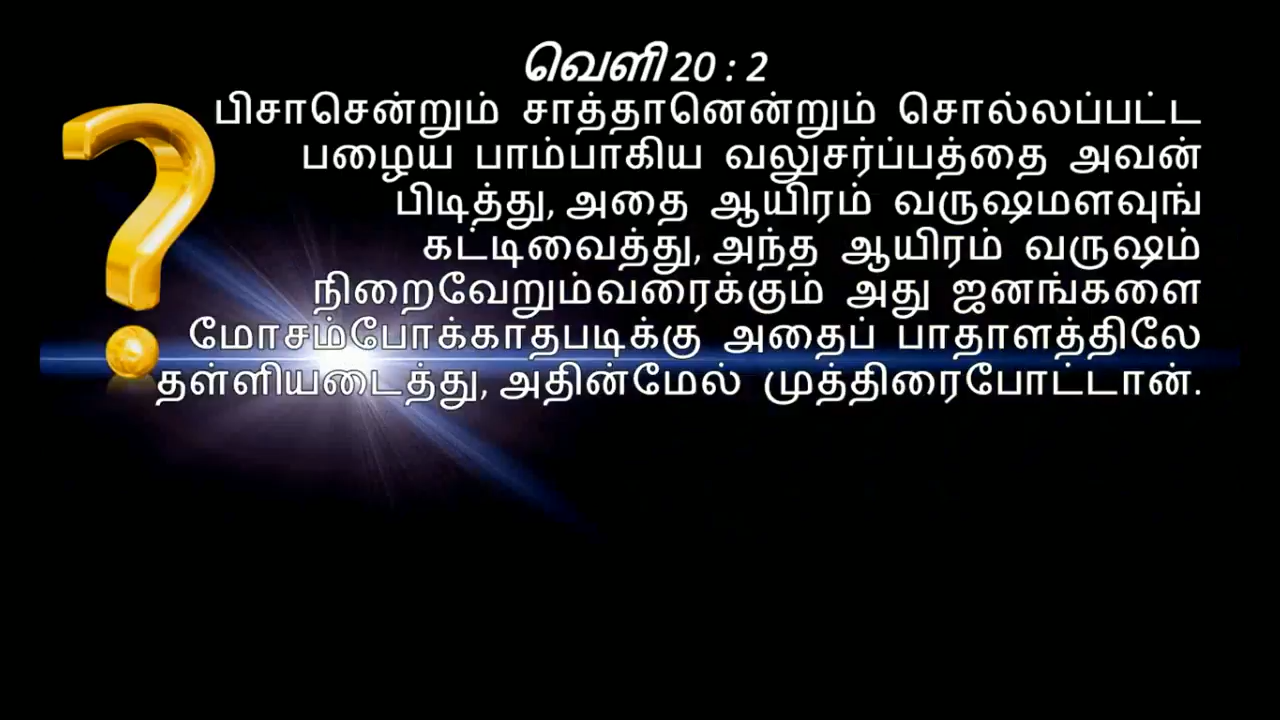 வெளி 20 : 2
பிசாசென்றும் சாத்தானென்றும் சொல்லப்பட்ட
பழைய பாம்பாகிய வலுசர்ப்பத்தை அவன்
பிடித்து, அதை ஆயிரம் வருஷமளவுங்
கட்டிவைத்து, அந்த ஆயிரம் வருஷம்
நிறைவேறும்வரைக்கும் அது ஜனங்களை
மோசம்போக்காதபடிக்கு அதைப் பாதாளத்திலே
தள்ளியடைத்து, அதின்மேல் முத்திரைபோட்டான்.